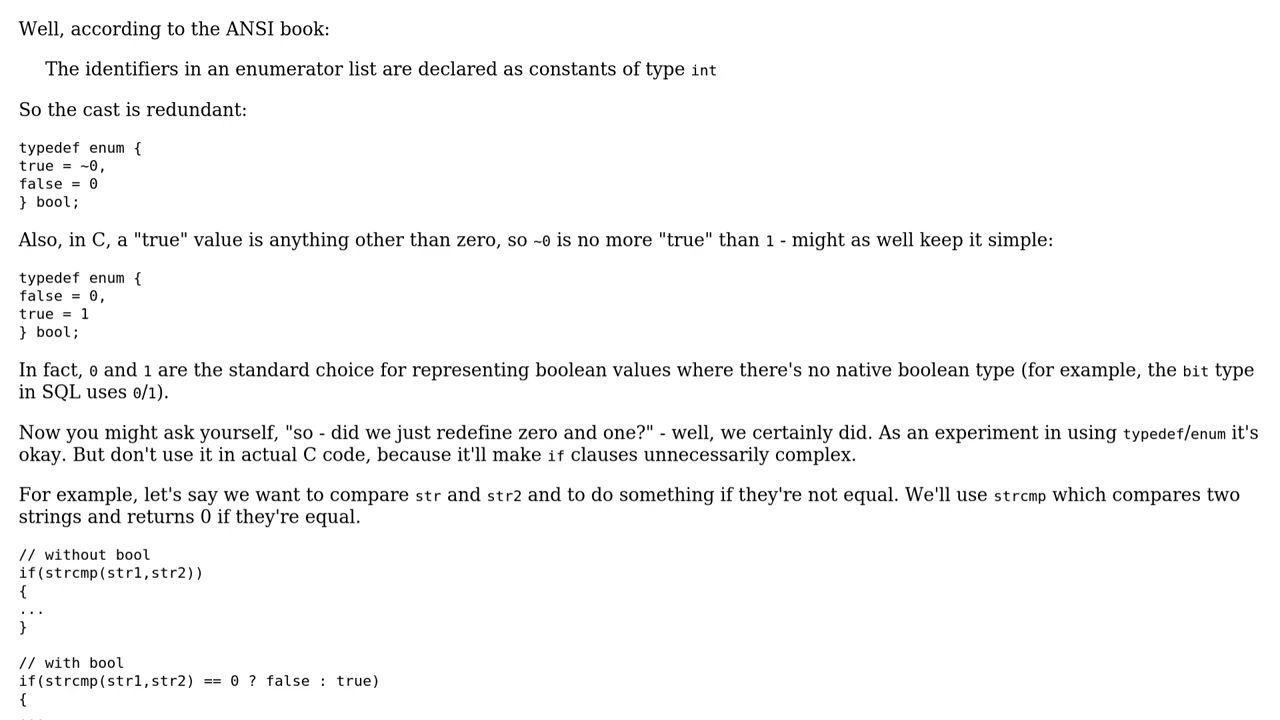 Well, according to the ANSI book:
The identifiers in an enumerator list are declared as constants of type int
So the cast is redundant:
typedef enum {
true = ~0,
false = 0
} bool;
Also, in C, a "true" value is anything other than zero, so ~0 is no more "true" than 1 - might as well keep it simple:
typedef enum {
false = 0,
true = 1
} bool;
In fact, 0 and 1 are the standard choice for representing boolean values where there's no native boolean type (for example, the bit type
in SQL uses 0/1).
Now you might ask yourself, "so - did we just redefine zero and one?" - well, we certainly did. As an experiment in using typedef/enum it's
okay. But don't use it in actual C code, because it'll make if clauses unnecessarily complex.
For example, let's say we want to compare str and str2 and to do something if they're not equal. We'll use strcmp which compares two
strings and returns 0 if they're equal.
// without bool
if(strcmp(str1,str2))
{
...
}
// with bool
if(strcmp(str1,str2) == 0 ? false : true)
{
...